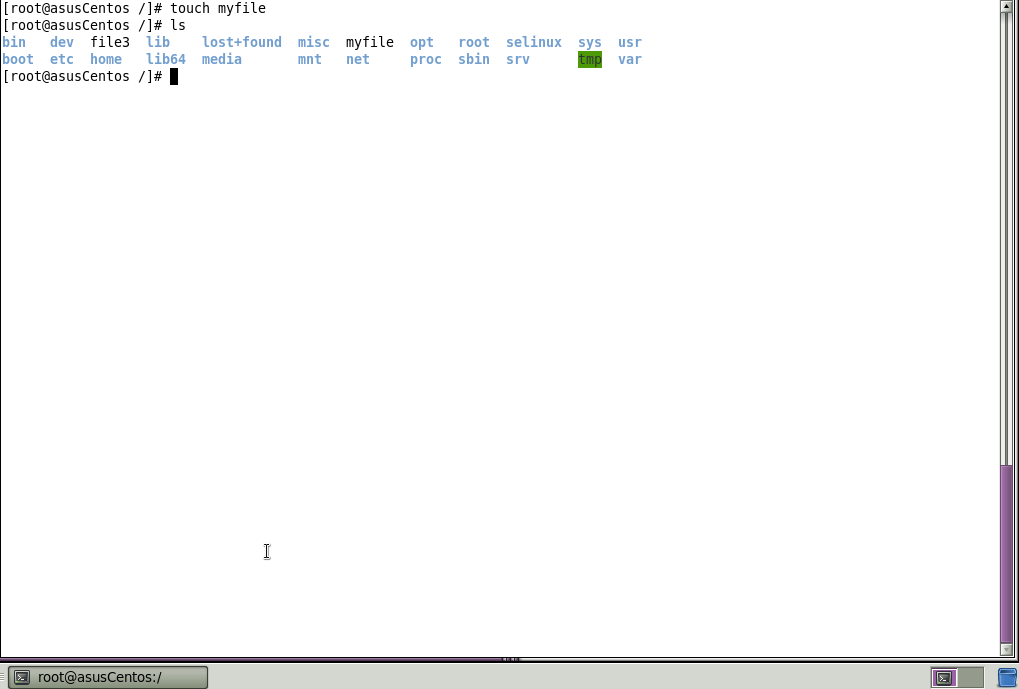 [root@asusCentos /]# touch myfile
[root@asusCentos /]# ls
bin   dev  file3  lib    lost+found  misc  myfile  opt   root  selinux  sys  usr
boot  etc  home   lib64  media       mnt   net     proc  sbin  srv      tmp  var
[root@asusCentos /]#
root@asusCentos:/